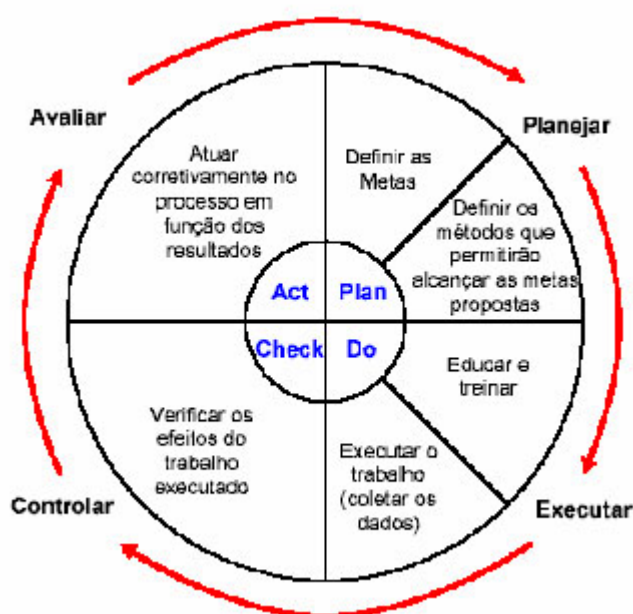 Avaliar
Planejar
Atuar
corretivamente no
processo em
função dos
resultados
Definir as
Metas
Definir os
métodos que
permitirão
alcançar as metas
propostas
Act
Plan
Check
Do
Educar e
treinar
Verificar os
efeitos do
trabalho
executado
Executar o
trabalho
(coletar os
dados)
Controlar
Executar